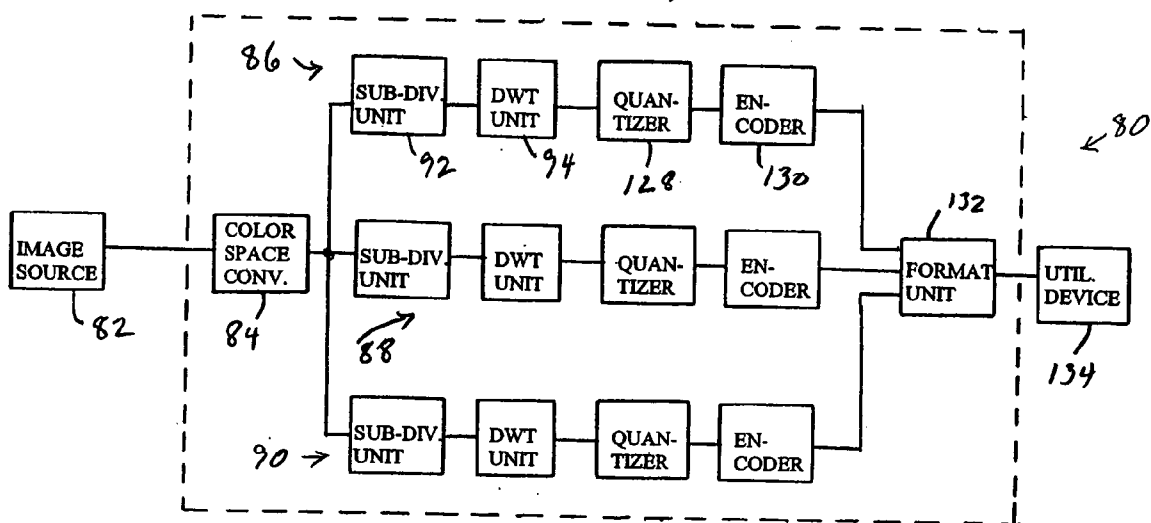 86
SUB-DIV.
UNIT
DWT
UNIT
QUAN-
TIZER
EN-
CODER
80
92
94
128
130
132
IMAGE
SOURCE
COLOR
SPACE
CONV.
SUB-DIV.
UNIT
DWT
UNIT
QUAN-
TIZER
EN-
CODER
FORMAT
UNIT
UTIL.
DEVICE
82
84
88
134
90
SUB-DIV.
UNIT
DWT
UNIT
QUAN-
TIZER
EN-
CODER